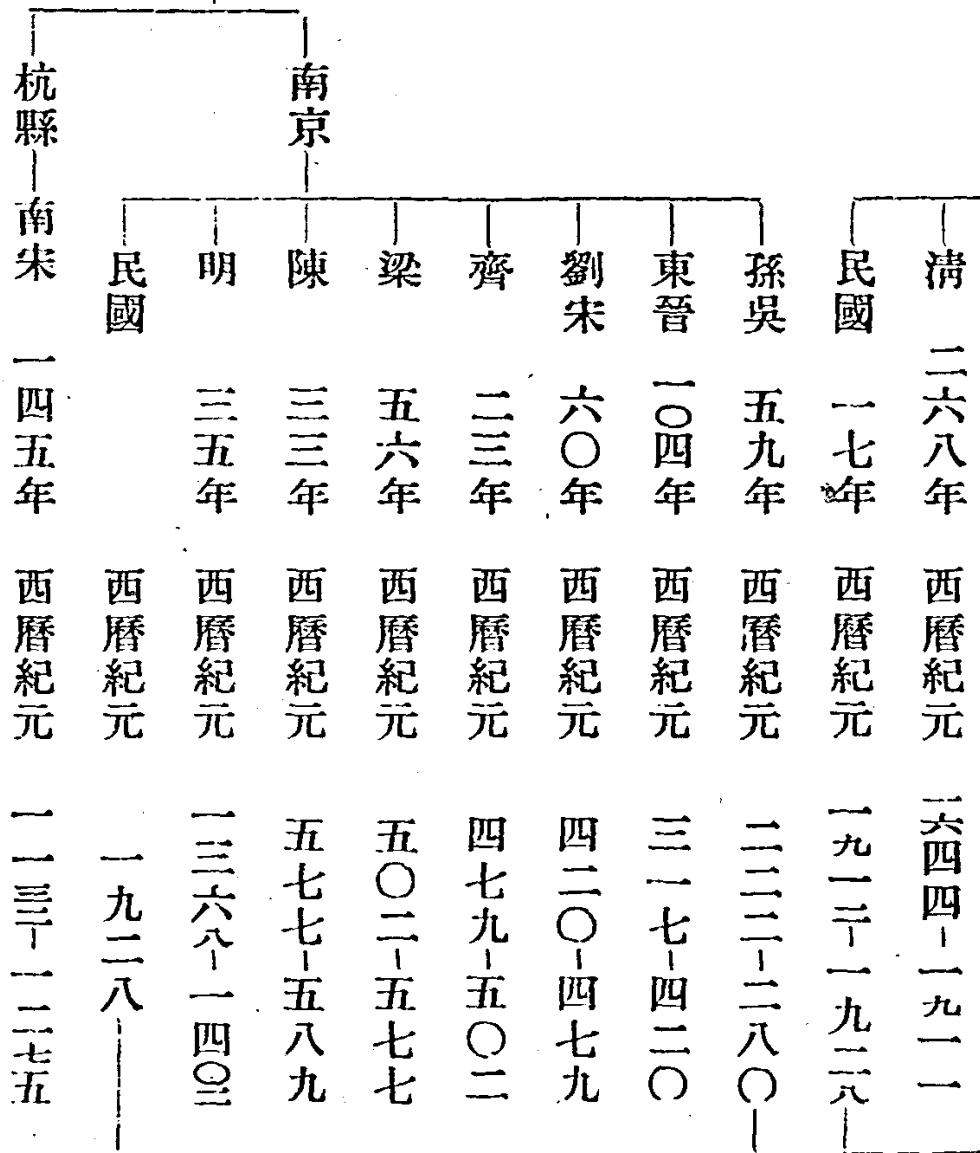 清 二六八年 西曆紀元 一六四四-一九一一
民國 一七年 西曆紀元 一九一二-一九二八
南京
孫吳 五九年 西曆紀元 二二二-二八〇
東晉 一〇四年 西曆紀元 三一七-四二〇
劉宋 六〇年 西曆紀元 四二〇-四七九
齊 二三年 西曆紀元 四七九-五〇二
梁 五六年 西曆紀元 五〇二-五七七
陳 三三年 西曆紀元 五七七-五八九
明 三五年 西曆紀元 一三六八-一四〇二
民國 西曆紀元 一九二八
杭縣-南宋 一四五年 西曆紀元 一一三二-一二七五